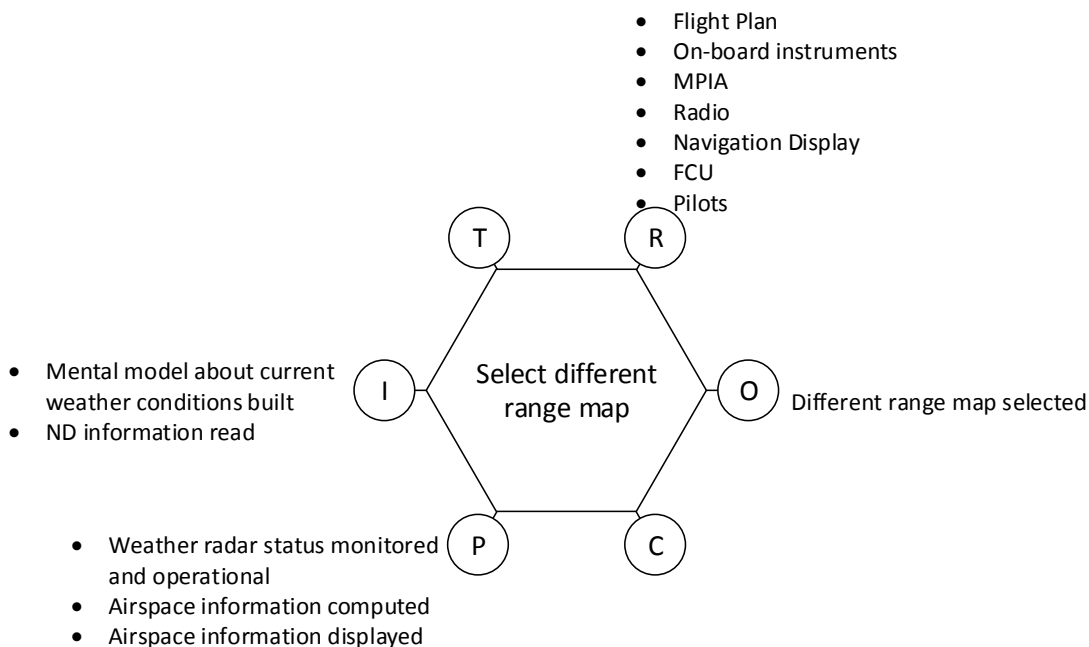 • Flight Plan
• On-board instruments
• MPIA
• Radio
• Navigation Display
• FCU
• Pilots
T
R
• Mental model about current
weather conditions built
• ND information read
I
Select different
range map
O
Different range map selected
• Weather radar status monitored
and operational
• Airspace information computed
• Airspace information displayed
P
C